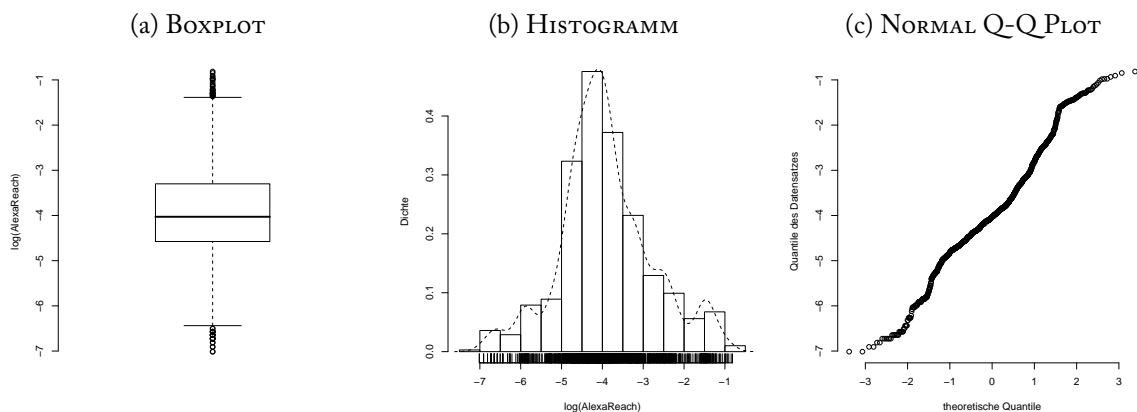 (a) Boxplot
(b) Histogramm
(c) Normal Q-Q Plot
log(AlexaReach)
-1
-2
-3
-4
-5
-6
-7
Dichte
0.4
0.3
0.2
0.1
0.0
-7 -6 -5 -4 -3 -2 -1
log(AlexaReach)
Quantile des Datensatzes
-1
-2
-3
-4
-5
-6
-7
-3 -2 -1 0 1 2 3
theoretische Quantile